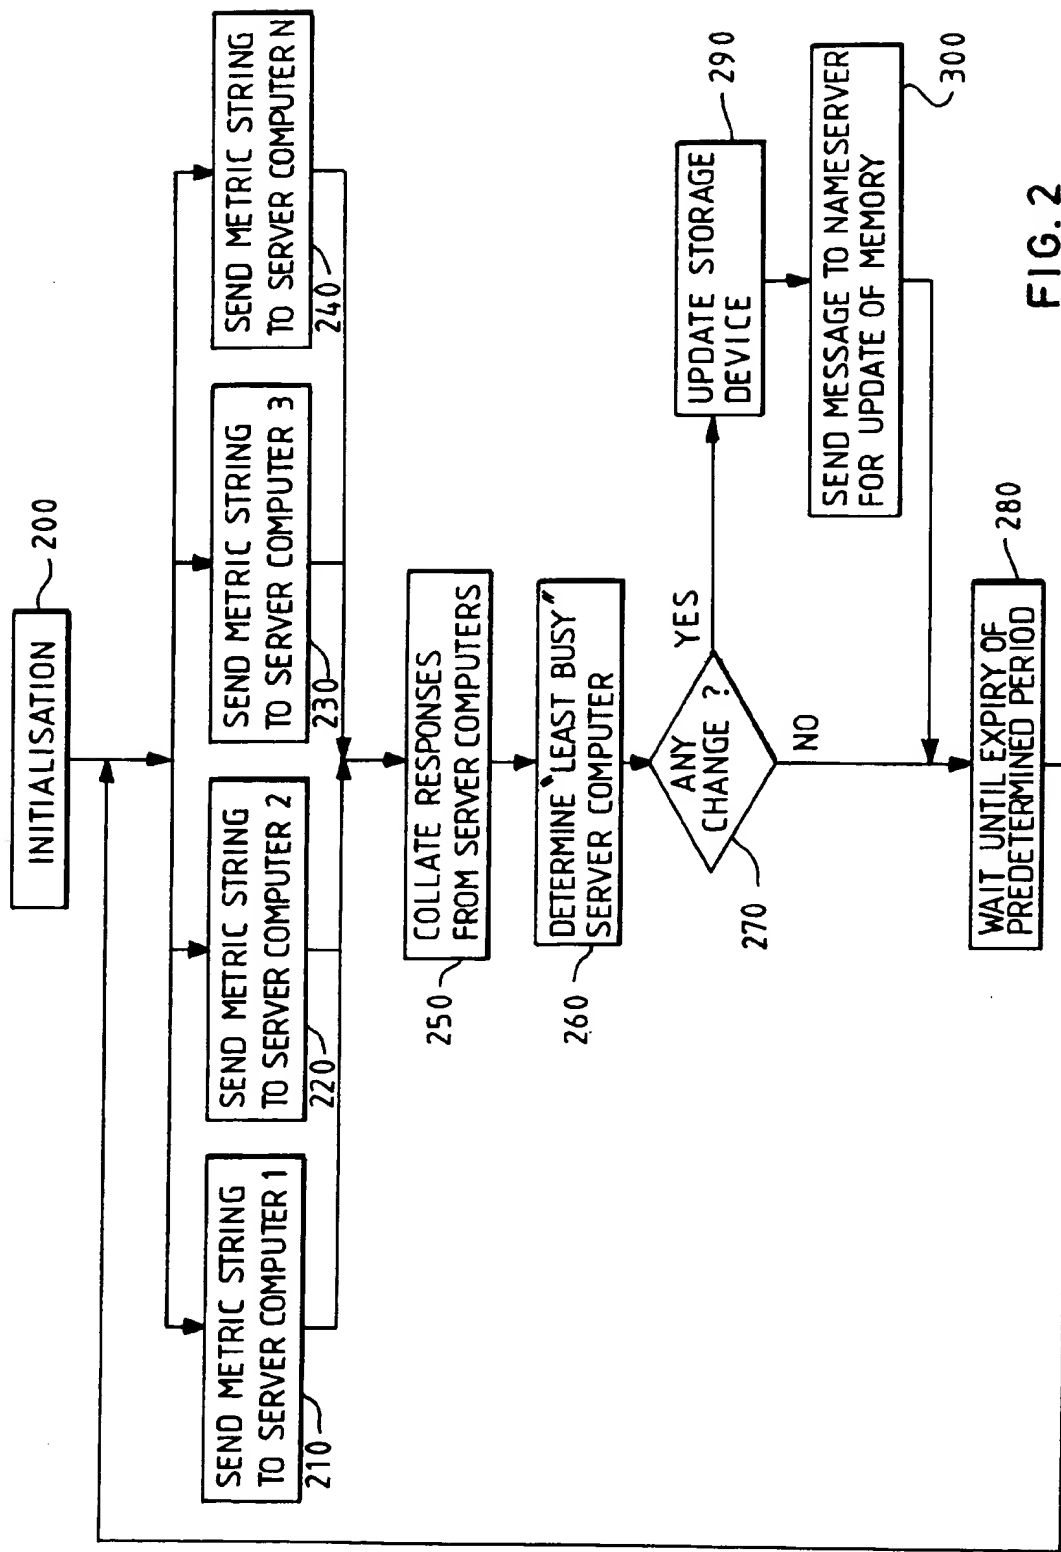 INITIALISATION
200
SEND METRIC STRING
TO SERVER COMPUTER 1
210
SEND METRIC STRING
TO SERVER COMPUTER 2
220
SEND METRIC STRING
TO SERVER COMPUTER 3
230
SEND METRIC STRING
TO SERVER COMPUTER N
240
COLLATE RESPONSES
FROM SERVER COMPUTERS
250
DETERMINE "LEAST BUSY"
SERVER COMPUTER
260
ANY
CHANGE ?
270
YES
NO
UPDATE STORAGE
DEVICE
290
SEND MESSAGE TO NAMESERVER
FOR UPDATE OF MEMORY
300
WAIT UNTIL EXPIRY OF
PREDETERMINED PERIOD
280
FIG. 2